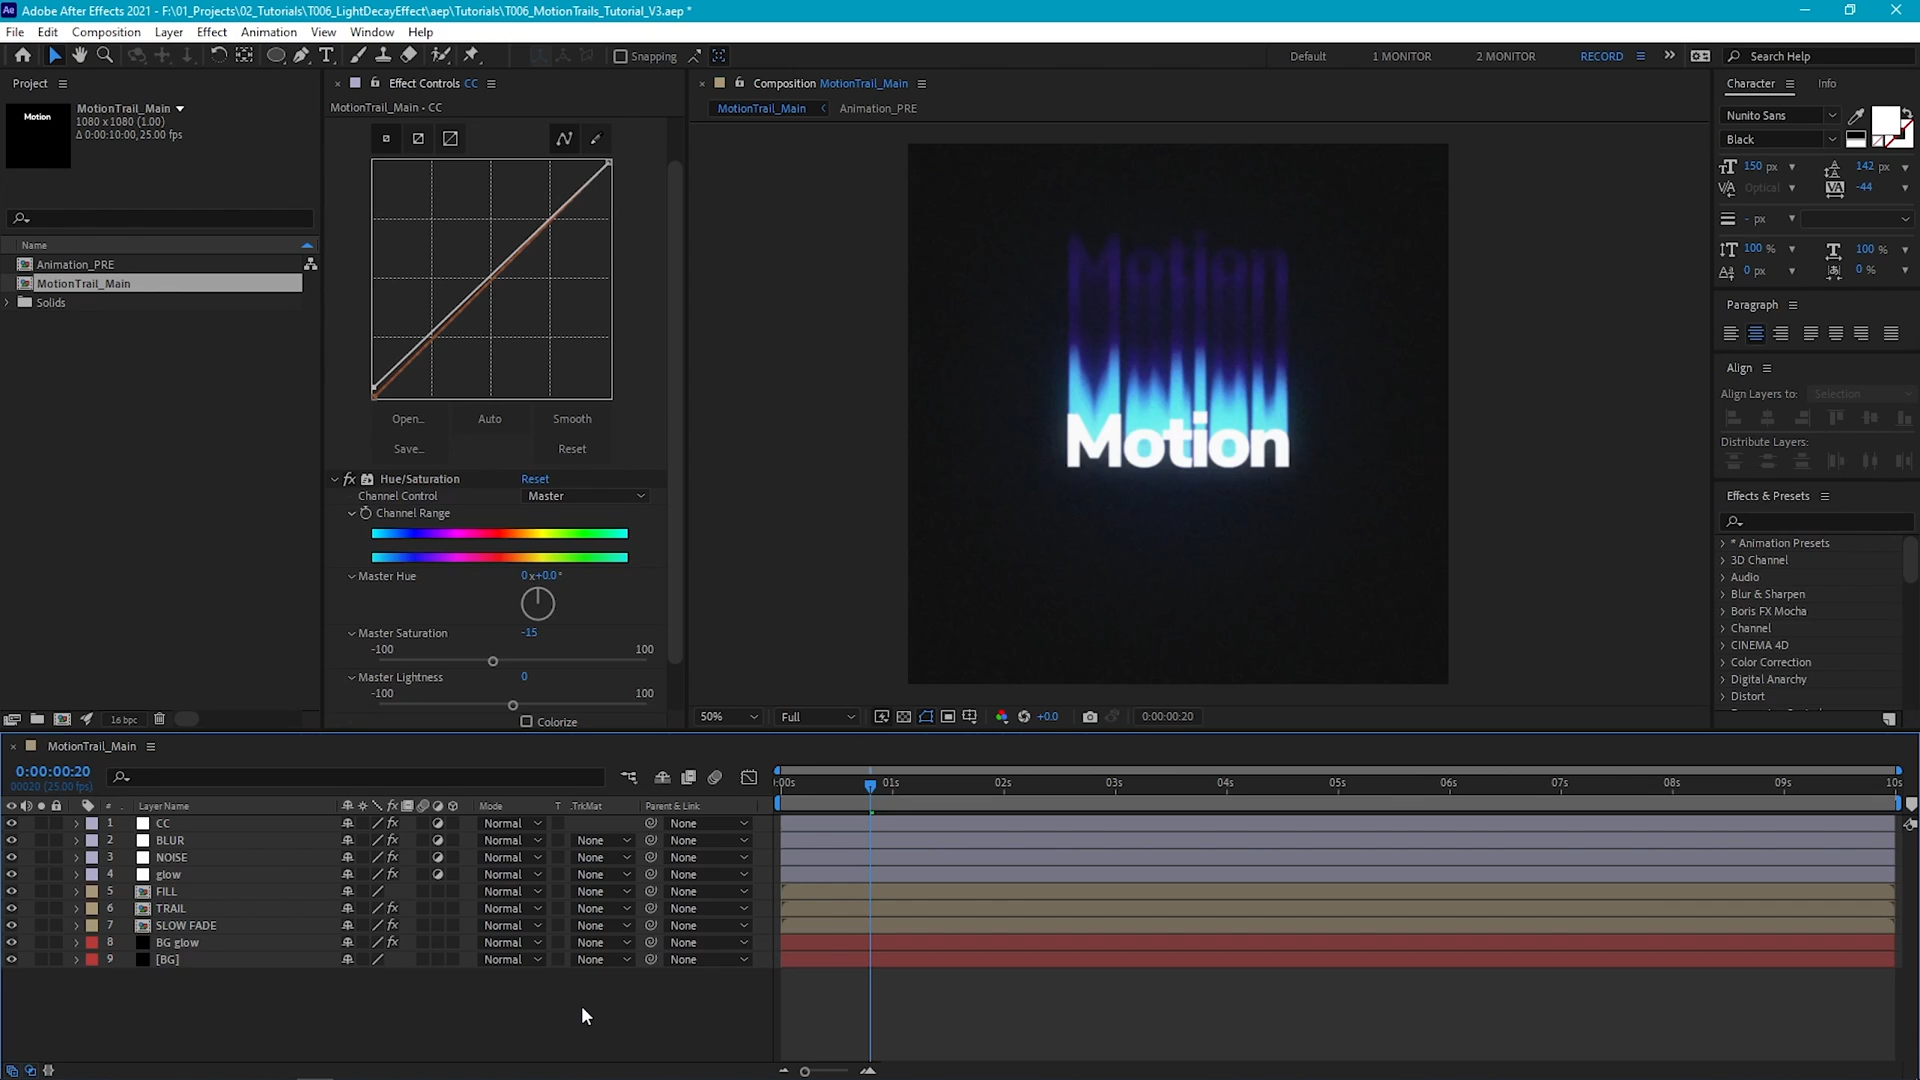 Adobe After Effects 2021 - F:\01_Projects\02_Tutorials\T006_LightDecayEffect\aep\Tutorials\T006_MotionTrails_Tutorial_V3.aep *
File Edit Composition Layer Effect Animation View Window Help
Snapping Default 1 MONITOR 2 MONITOR RECORD Search Help
Project
MotionTrail_Main
1080 x 1080 (1.00)
Δ 0:00:10:00, 25.00 fps
Motion
Name
Animation_PRE
MotionTrail_Main
Solids
16 bpc
Effect Controls CC
MotionTrail_Main • CC
Open... Auto Smooth
Save... Reset
fx Hue/Saturation Reset
Channel Control Master
Channel Range
Master Hue 0x+0.0°
Master Saturation -15
-100 100
Master Lightness 0
-100 100
Colorize
Composition MotionTrail_Main
MotionTrail_Main Animation_PRE
Motion
Motion
50% Full +0.0 0:00:00:20
Character Info
Nunito Sans
Black
150 px 142 px
Optical -44
- px
100 % 100 %
0 px 0 %
Paragraph
Align
Align Layers to: Selection
Distribute Layers:
Effects & Presets
* Animation Presets
3D Channel
Audio
Blur & Sharpen
Boris FX Mocha
Channel
CINEMA 4D
Color Correction
Digital Anarchy
Distort
MotionTrail_Main
0:00:00:20
00020 (25.00 fps)
:00s 01s 02s 03s 04s 05s 06s 07s 08s 09s 10s
# Layer Name Mode T .TrkMat Parent & Link
1 CC fx Normal None
2 BLUR fx Normal None None
3 NOISE fx Normal None None
4 glow fx Normal None None
5 FILL Normal None None
6 TRAIL fx Normal None None
7 SLOW FADE fx Normal None None
8 BG glow fx Normal None None
9 [BG] Normal None None